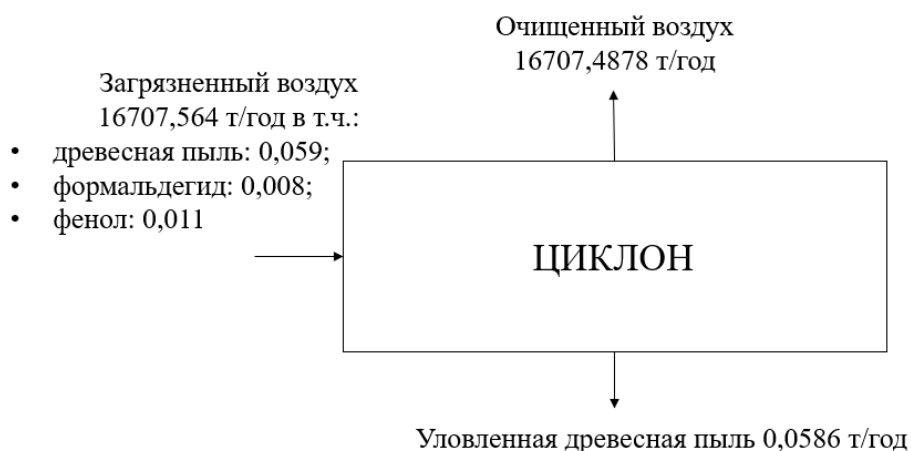 Очищенный воздух
16707,4878 т/год
Загрязненный воздух
16707,564 т/год в т.ч.:
• древесная пыль: 0,059;
• формальдегид: 0,008;
• фенол: 0,011
ЦИКЛОН
Уловленная древесная пыль 0,0586 т/год